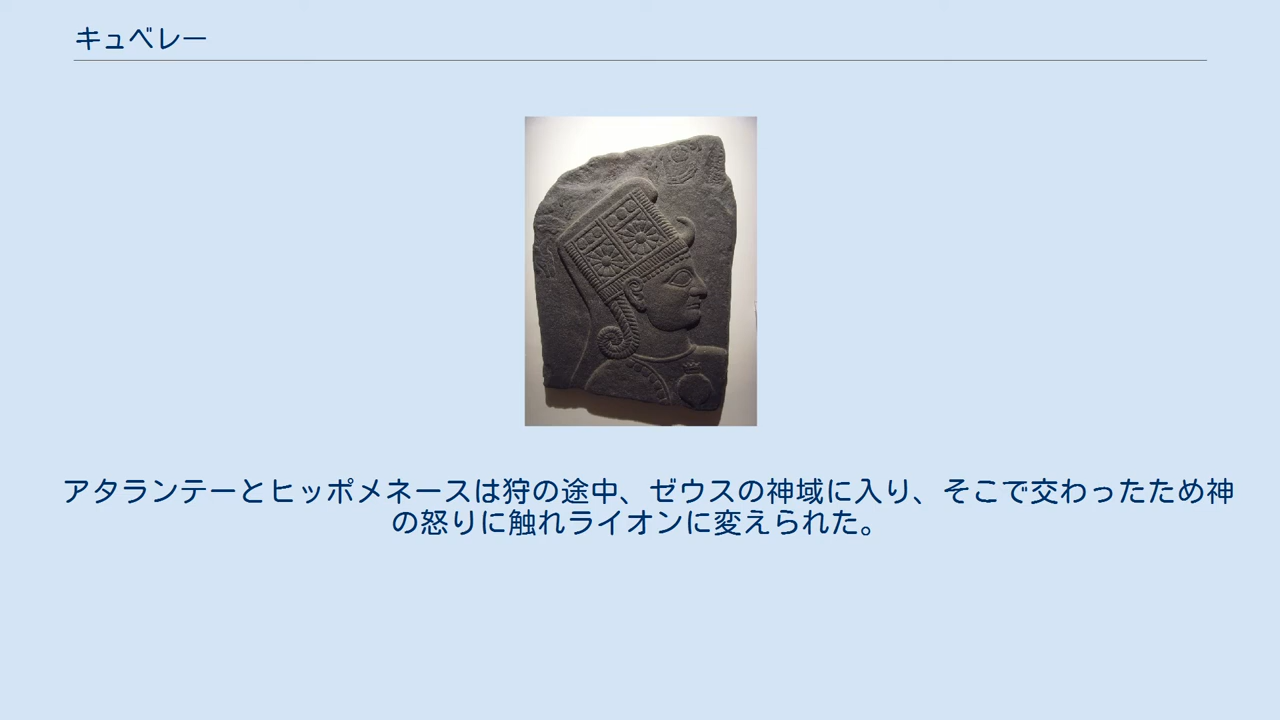 キュベレー
アタランテーとヒッポメネースは狩の途中、ゼウスの神域に入り、そこで交わったため神
の怒りに触れライオンに変えられた。